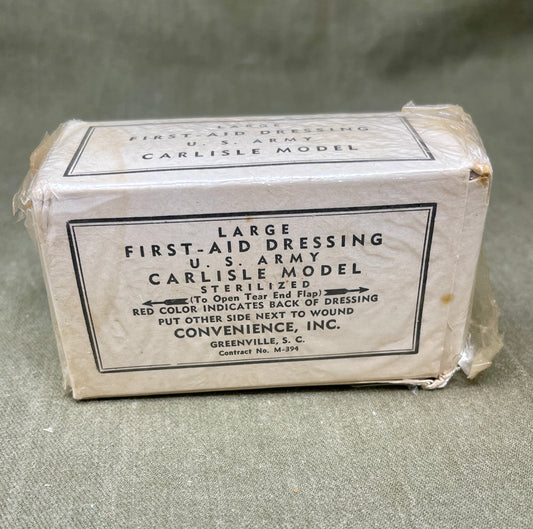 LARGE
FIRST-AID DRESSING
U. S. ARMY
CARLISLE MODEL
LARGE
FIRST-AID DRESSING
U. S. ARMY
CARLISLE MODEL
STERILIZED
(To Open Tear End Flap)
RED COLOR INDICATES BACK OF DRESSING
PUT OTHER SIDE NEXT TO WOUND
CONVENIENCE, INC.
GREENVILLE, S. C.
Contract No. M-394